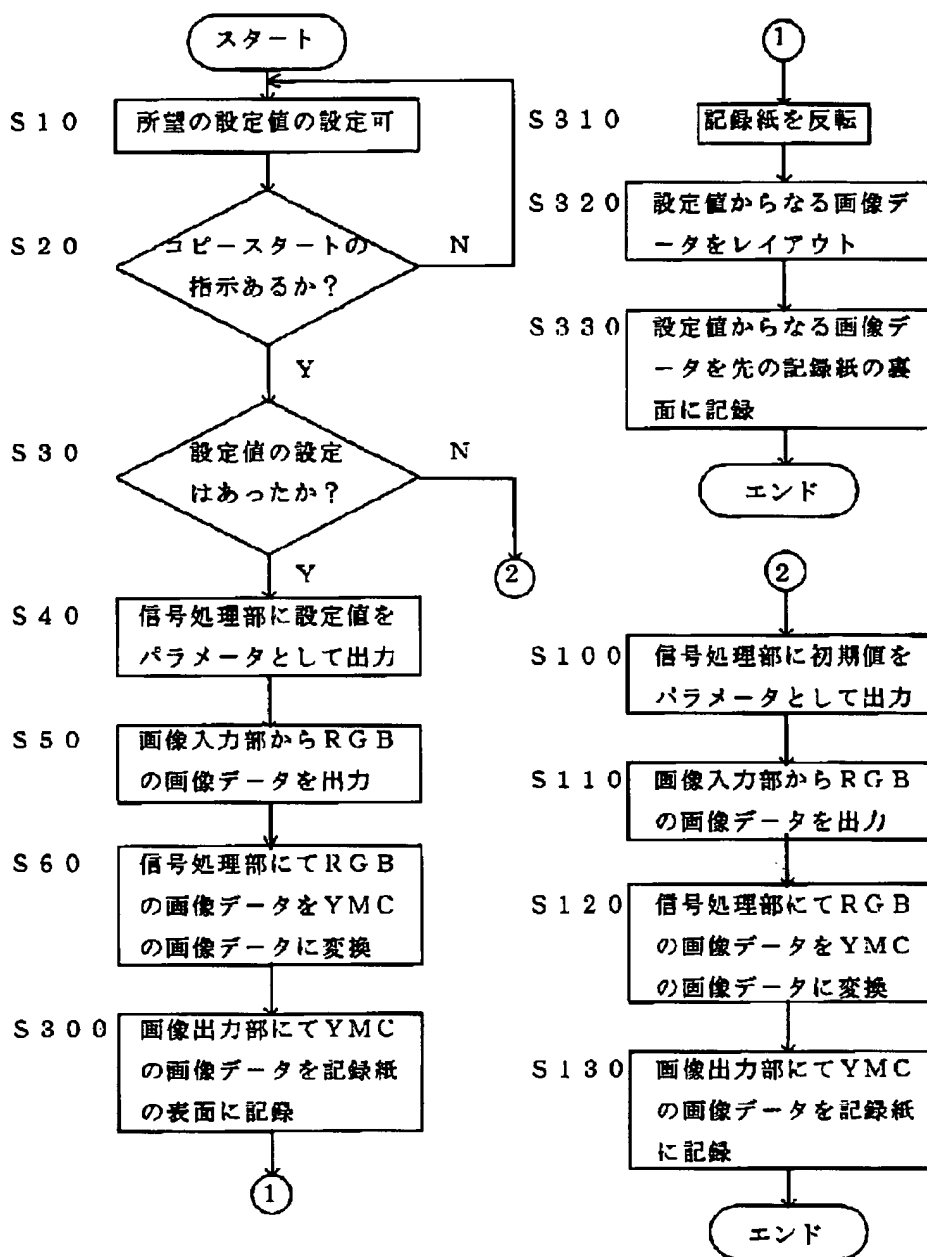 スタート
S10
所望の設定値の設定可
S20
コピースタートの
指示あるか？
N
Y
S30
設定値の設定
はあったか？
N
②
Y
S40
信号処理部に設定値を
パラメータとして出力
S50
画像入力部からRGB
の画像データを出力
S60
信号処理部にてRGB
の画像データをYMC
の画像データに変換
S300
画像出力部にてYMC
の画像データを記録紙
の表面に記録
①
①
S310
記録紙を反転
S320
設定値からなる画像デ
ータをレイアウト
S330
設定値からなる画像デ
ータを先の記録紙の裏
面に記録
エンド
②
S100
信号処理部に初期値を
パラメータとして出力
S110
画像入力部からRGB
の画像データを出力
S120
信号処理部にてRGB
の画像データをYMC
の画像データに変換
S130
画像出力部にてYMC
の画像データを記録紙
に記録
エンド